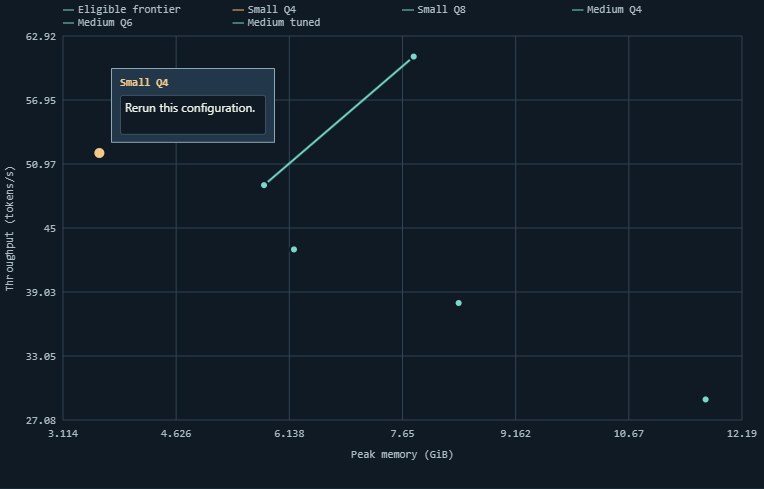 Eligible frontier
Small Q4
Small Q8
Medium Q4
Medium Q6
Medium tuned
62.92
56.95
50.97
45
39.03
33.05
27.08
Throughput (tokens/s)
Small Q4
Rerun this configuration.
3.114
4.626
6.138
7.65
9.162
10.67
12.19
Peak memory (GiB)